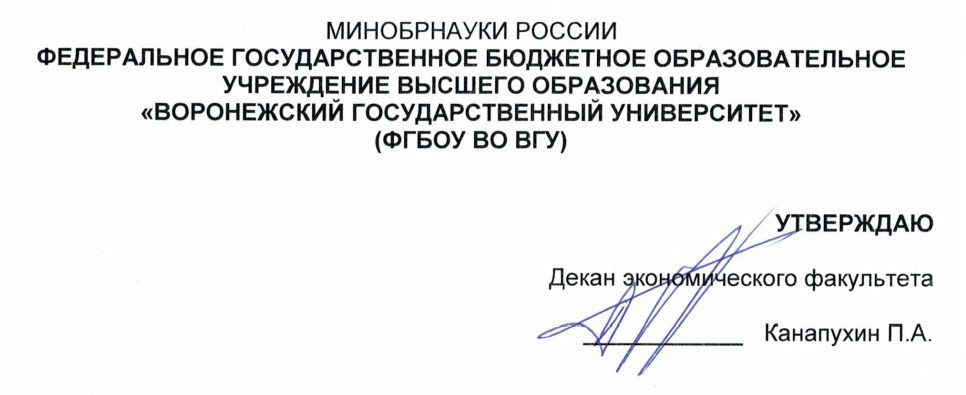 МИНОБРНАУКИ РОССИИ
ФЕДЕРАЛЬНОЕ ГОСУДАРСТВЕННОЕ БЮДЖЕТНОЕ ОБРАЗОВАТЕЛЬНОЕ
УЧРЕЖДЕНИЕ ВЫСШЕГО ОБРАЗОВАНИЯ
«ВОРОНЕЖСКИЙ ГОСУДАРСТВЕННЫЙ УНИВЕРСИТЕТ»
(ФГБОУ ВО ВГУ)
УТВЕРЖДАЮ
Декан экономического факультета
Канапухин П.А.